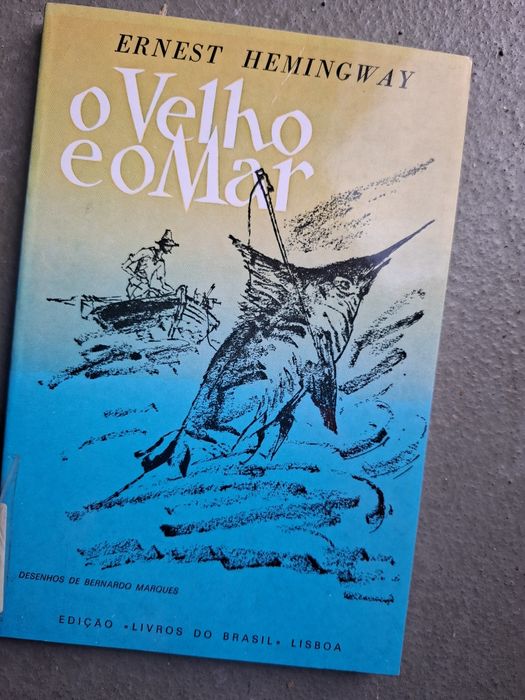 ERNEST HEMINGWAY
o Velho
e o Mar
DESENHOS DE BERNARDO MARQUES
EDIÇÃO «LIVROS DO BRASIL» LISBOA